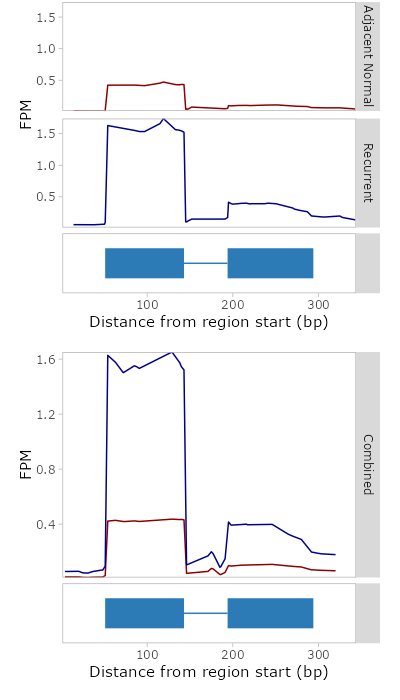 1.5
1.0
0.5
Adjacent Normal
FPM
1.5
1.0
0.5
Recurrent
100
200
300
Distance from region start (bp)
1.6
1.2
0.8
0.4
FPM
Combined
100
200
300
Distance from region start (bp)